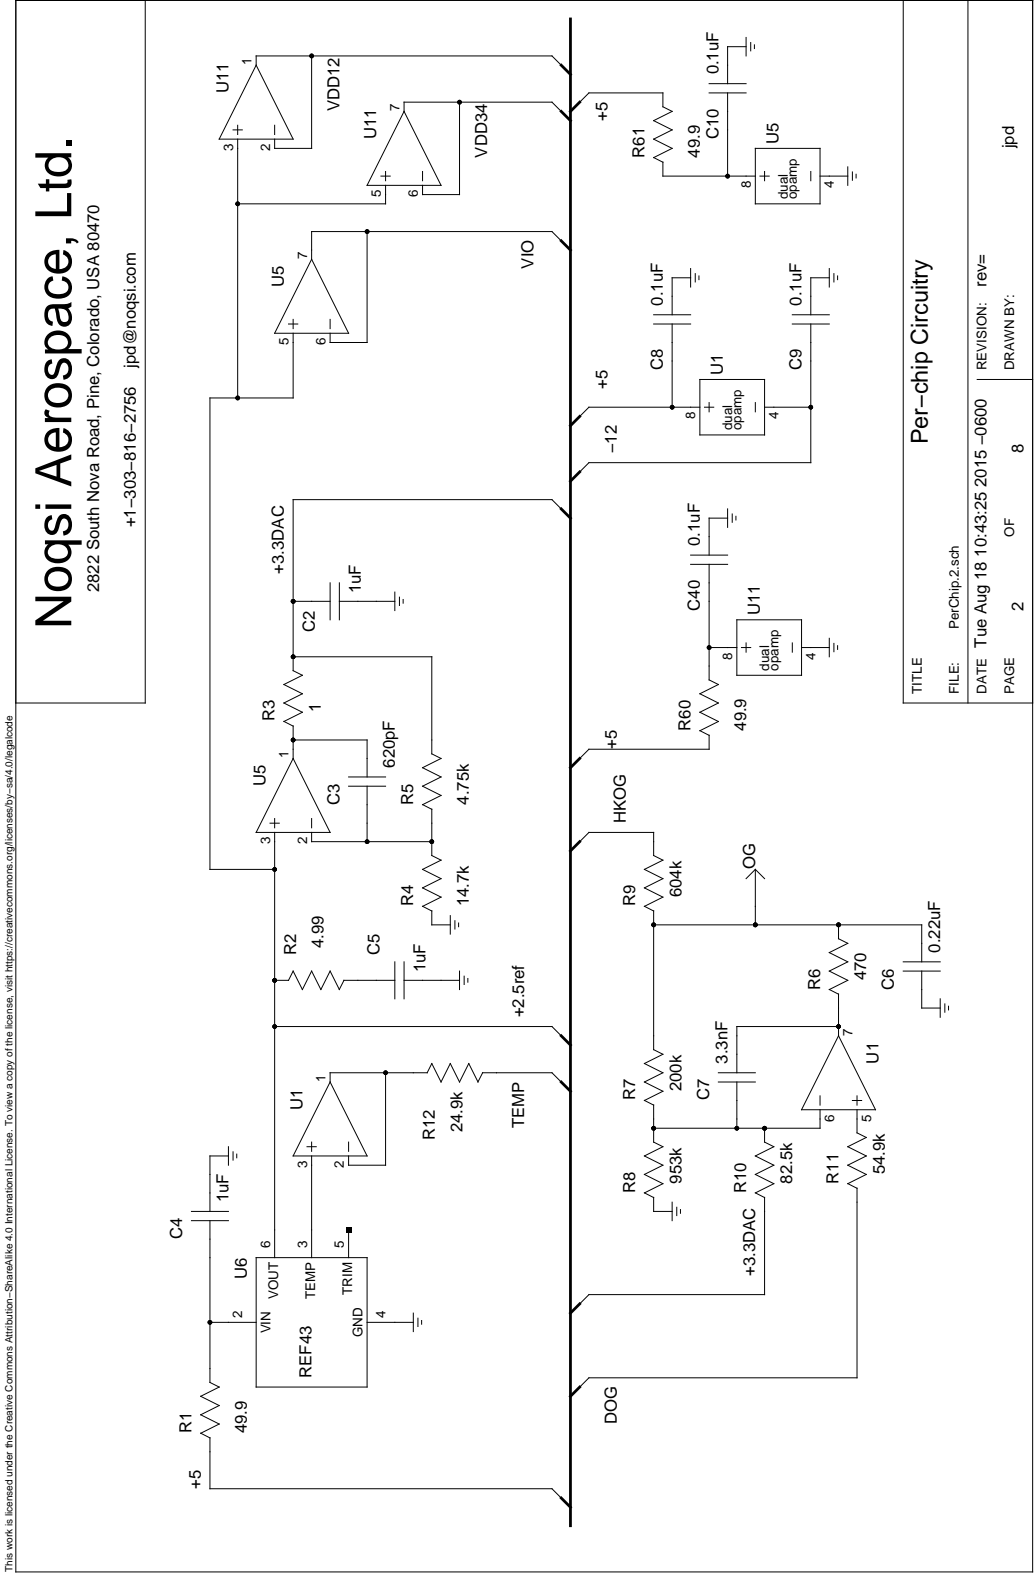 This work is licensed under the Creative Commons Attribution−ShareAlike 4.0 International License. To view a copy of the license, visit https://creativecommons.org/licenses/by−sa/4.0/legalcode
Noqsi Aerospace, Ltd.
2822 South Nova Road, Pine, Colorado, USA 80470
+1−303−816−2756 jpd@noqsi.com
+5
R1
49.9
C4
1uF
U6
2
VIN
VOUT
6
TEMP
3
TRIM
5
REF43
GND
4
U1
3
2
1
+
−
R12
24.9k
TEMP
+2.5ref
R2
4.99
C5
1uF
R4
14.7k
R5
4.75k
C3
620pF
U5
3
2
1
+
−
R3
1
C2
1uF
+3.3DAC
U5
5
6
7
+
−
VIO
U11
3
2
1
+
−
VDD12
U11
5
6
7
+
−
VDD34
DOG
+3.3DAC
R8
953k
R10
82.5k
R11
54.9k
R7
200k
C7
3.3nF
6
5
7
−
+
U1
R6
470
C6
0.22uF
OG
R9
604k
HKOG
+5
R60
49.9
C40
0.1uF
U11
8
+
dual
opamp
−
4
−12
+5
C8
0.1uF
U1
8
+
dual
opamp
−
4
C9
0.1uF
+5
R61
49.9
C10
0.1uF
U5
8
+
dual
opamp
−
4
TITLE
Per−chip Circuitry
FILE: PerChip.2.sch
REVISION: rev=
DATE Tue Aug 18 10:43:25 2015 −0600
PAGE 2 OF 8
DRAWN BY: jpd